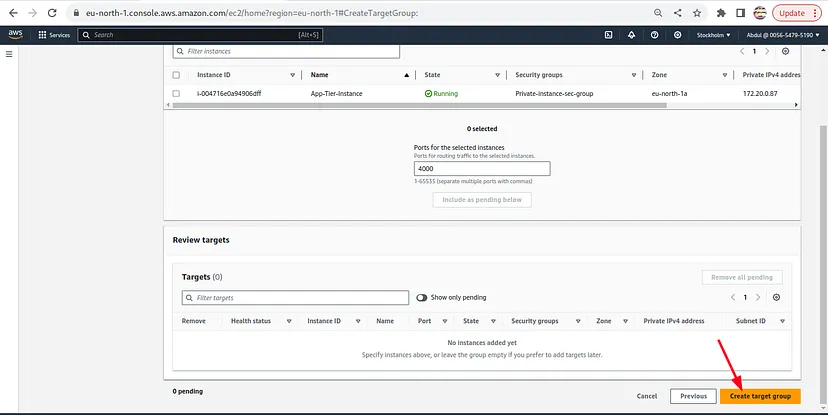 eu-north-1.console.aws.amazon.com/ec2/home?region=eu-north-1#CreateTargetGroup:
Update
aws
Services
Search
[Alt+S]
Stockholm
Abdul @ 0056-5479-5190
Filter instances
1
Instance ID Name State Security groups Zone Private IPv4 addres
i-004716e0a94906dff App-Tier-Instance Running Private-instance-sec-group eu-north-1a 172.20.0.87
0 selected
Ports for the selected instances
Ports for routing traffic to the selected instances.
4000
1-65535 (separate multiple ports with commas)
Include as pending below
Review targets
Targets (0)
Remove all pending
Filter targets
Show only pending
1
Remove Health status Instance ID Name Port State Security groups Zone Private IPv4 address Subnet ID
No instances added yet
Specify instances above, or leave the group empty if you prefer to add targets later.
0 pending
Cancel
Previous
Create target group